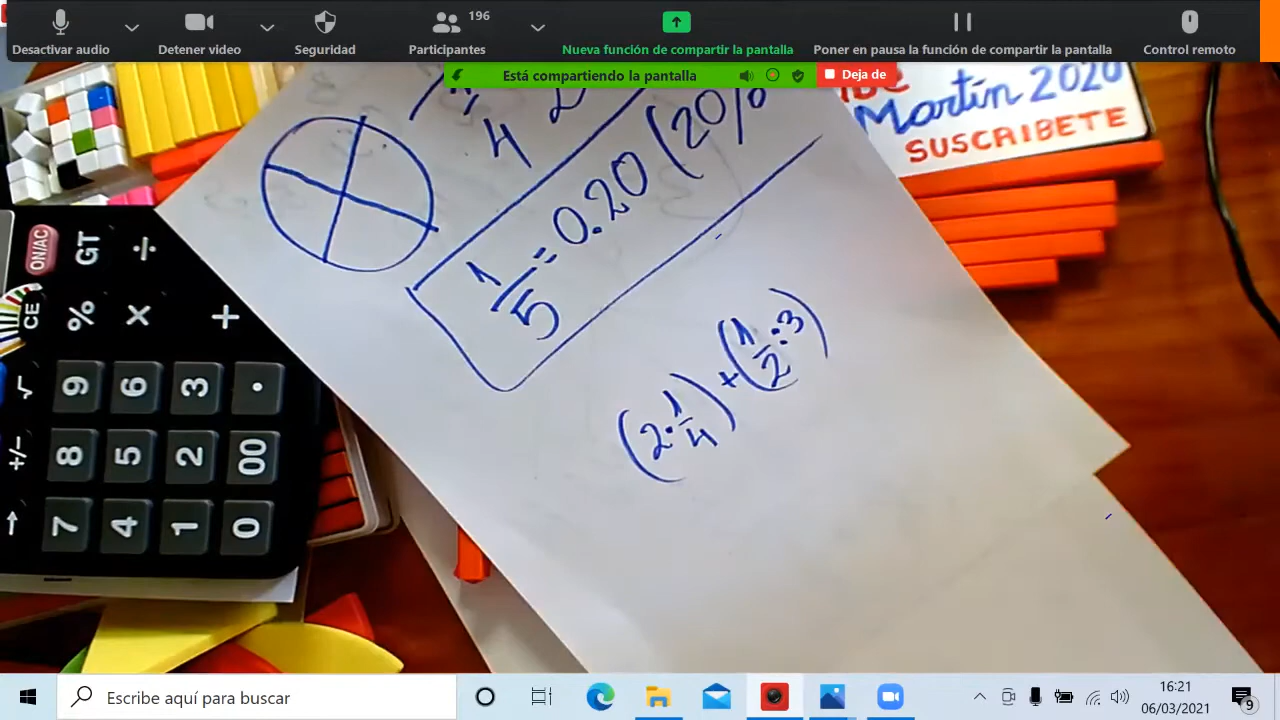 196
Desactivar audio
Detener video
Seguridad
Participantes
Nueva función de compartir la pantalla
Poner en pausa la función de compartir la pantalla
Control remoto
Está compartiendo la pantalla
Deja de
Martín 2020
SUSCRIBETE
4
1/5 = 0.20 (20%
(2·1/4)+(1/2:3)
ON/AC GT ÷
CE % × +
√ 9 6 3 .
+/- 8 5 2 00
→ 7 4 1 0
Escribe aquí para buscar
16:21
06/03/2021
9